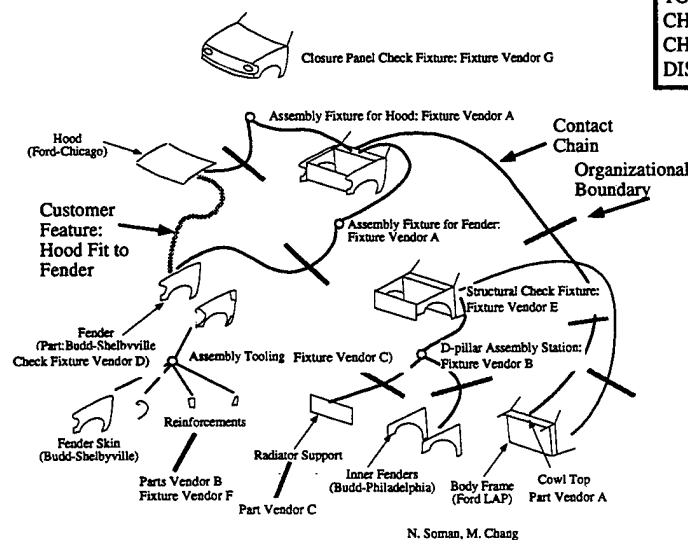 CH
CH
DIS
Closure Panel Check Fixture: Fixture Vendor G
Assembly Fixture for Hood: Fixture Vendor A
Hood
(Ford-Chicago)
Contact
Chain
Organizational
Boundary
Customer
Feature:
Hood Fit to
Fender
Assembly Fixture for Fender:
Fixture Vendor A
Structural Check Fixture:
Fixture Vendor E
Fender
(Part:Budd-Shelbyville
Check Fixture Vendor D)
Assembly Tooling Fixture Vendor C)
D-pillar Assembly Station:
Fixture Vendor B
Fender Skin
(Budd-Shelbyville)
Reinforcements
Radiator Support
Inner Fenders
(Budd-Philadelphia)
Body Frame
(Ford LAP)
Cowl Top
Part Vendor A
Parts Vendor B
Fixture Vendor F
Part Vendor C
N. Soman, M. Chang